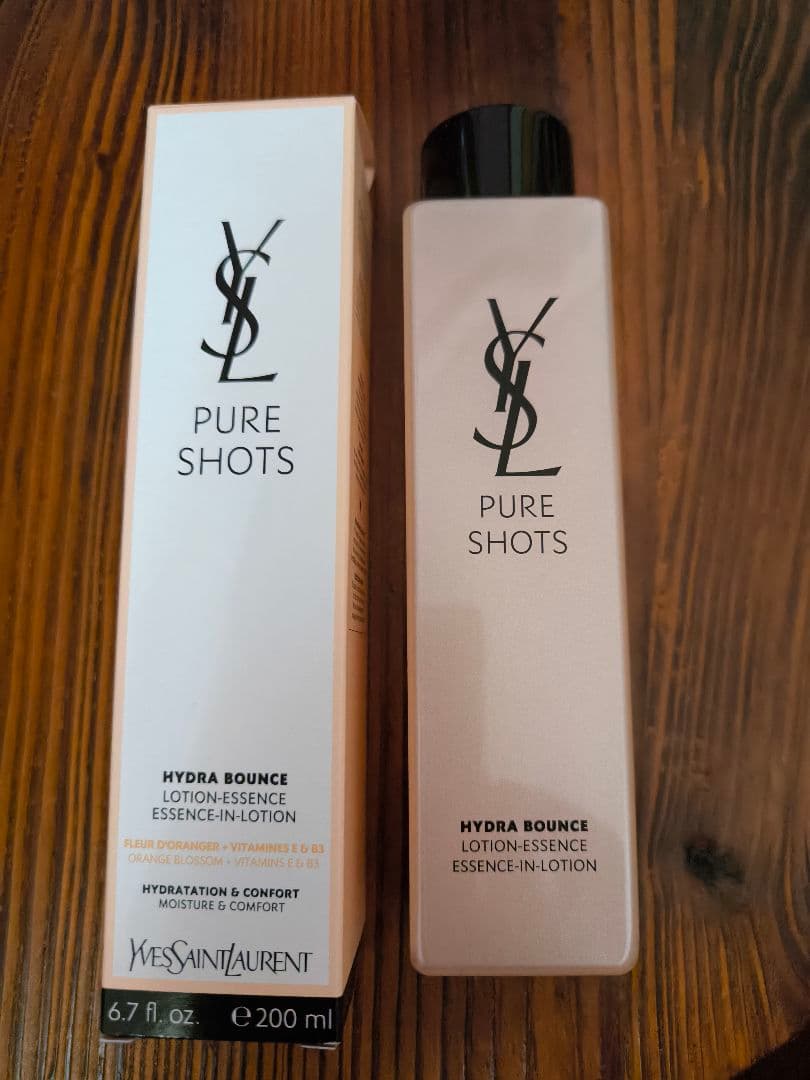 YSL
PURE
SHOTS
HYDRA BOUNCE
LOTION-ESSENCE
ESSENCE-IN-LOTION
FLEUR D'ORANGER + VITAMINES E & B3
ORANGE BLOSSOM + VITAMINS E & B3
HYDRATATION & CONFORT
MOISTURE & COMFORT
YVESSAINTLAURENT
6.7 fl. oz. ℮200 ml
YSL
PURE
SHOTS
HYDRA BOUNCE
LOTION-ESSENCE
ESSENCE-IN-LOTION